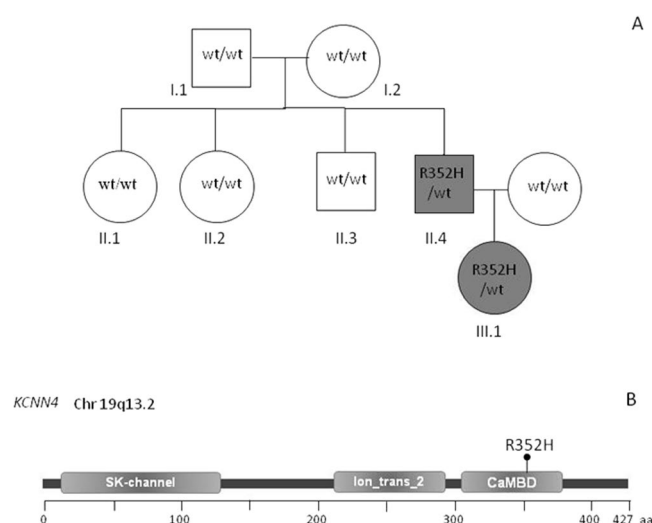 A
wt/wt
wt/wt
I.1
I.2
wt/wt
wt/wt
wt/wt
R352H
/wt
wt/wt
II.1
II.2
II.3
II.4
R352H
/wt
III.1
KCNN4 Chr 19q13.2
B
R352H
SK-channel
Ion_trans_2
CaMBD
0 100 200 300 400 427 aa